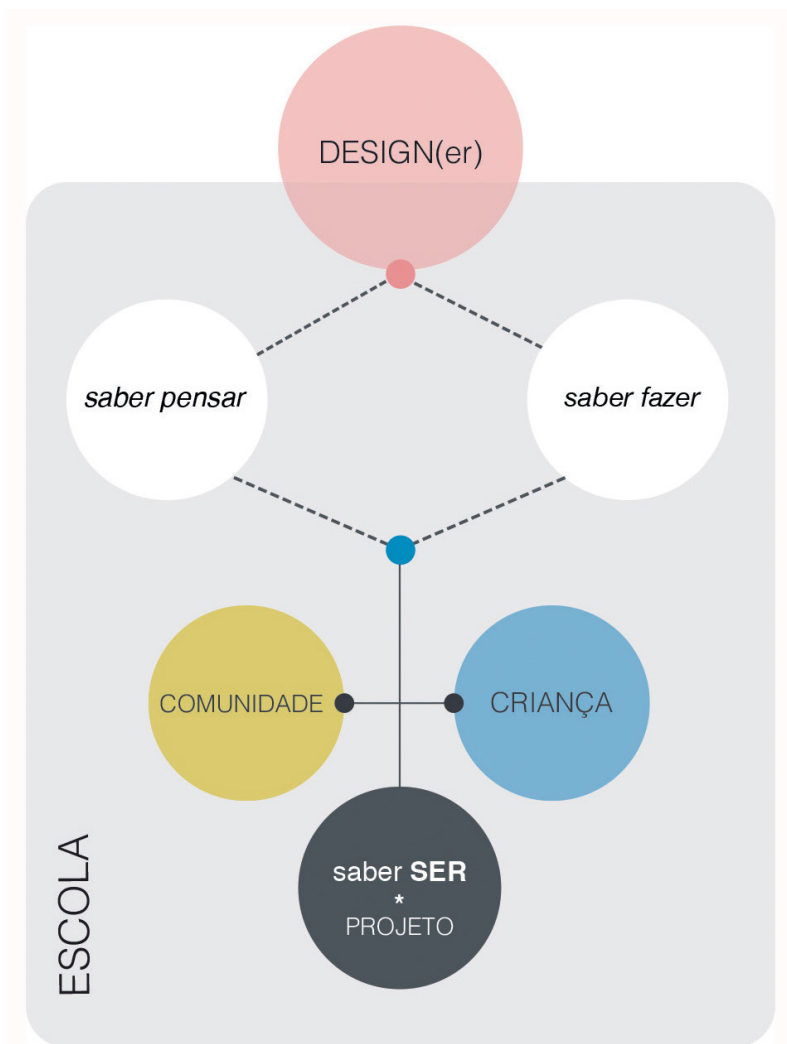 DESIGN(er)
saber pensar
saber fazer
COMUNIDADE
CRIANÇA
saber SER
*
PROJETO
ESCOLA